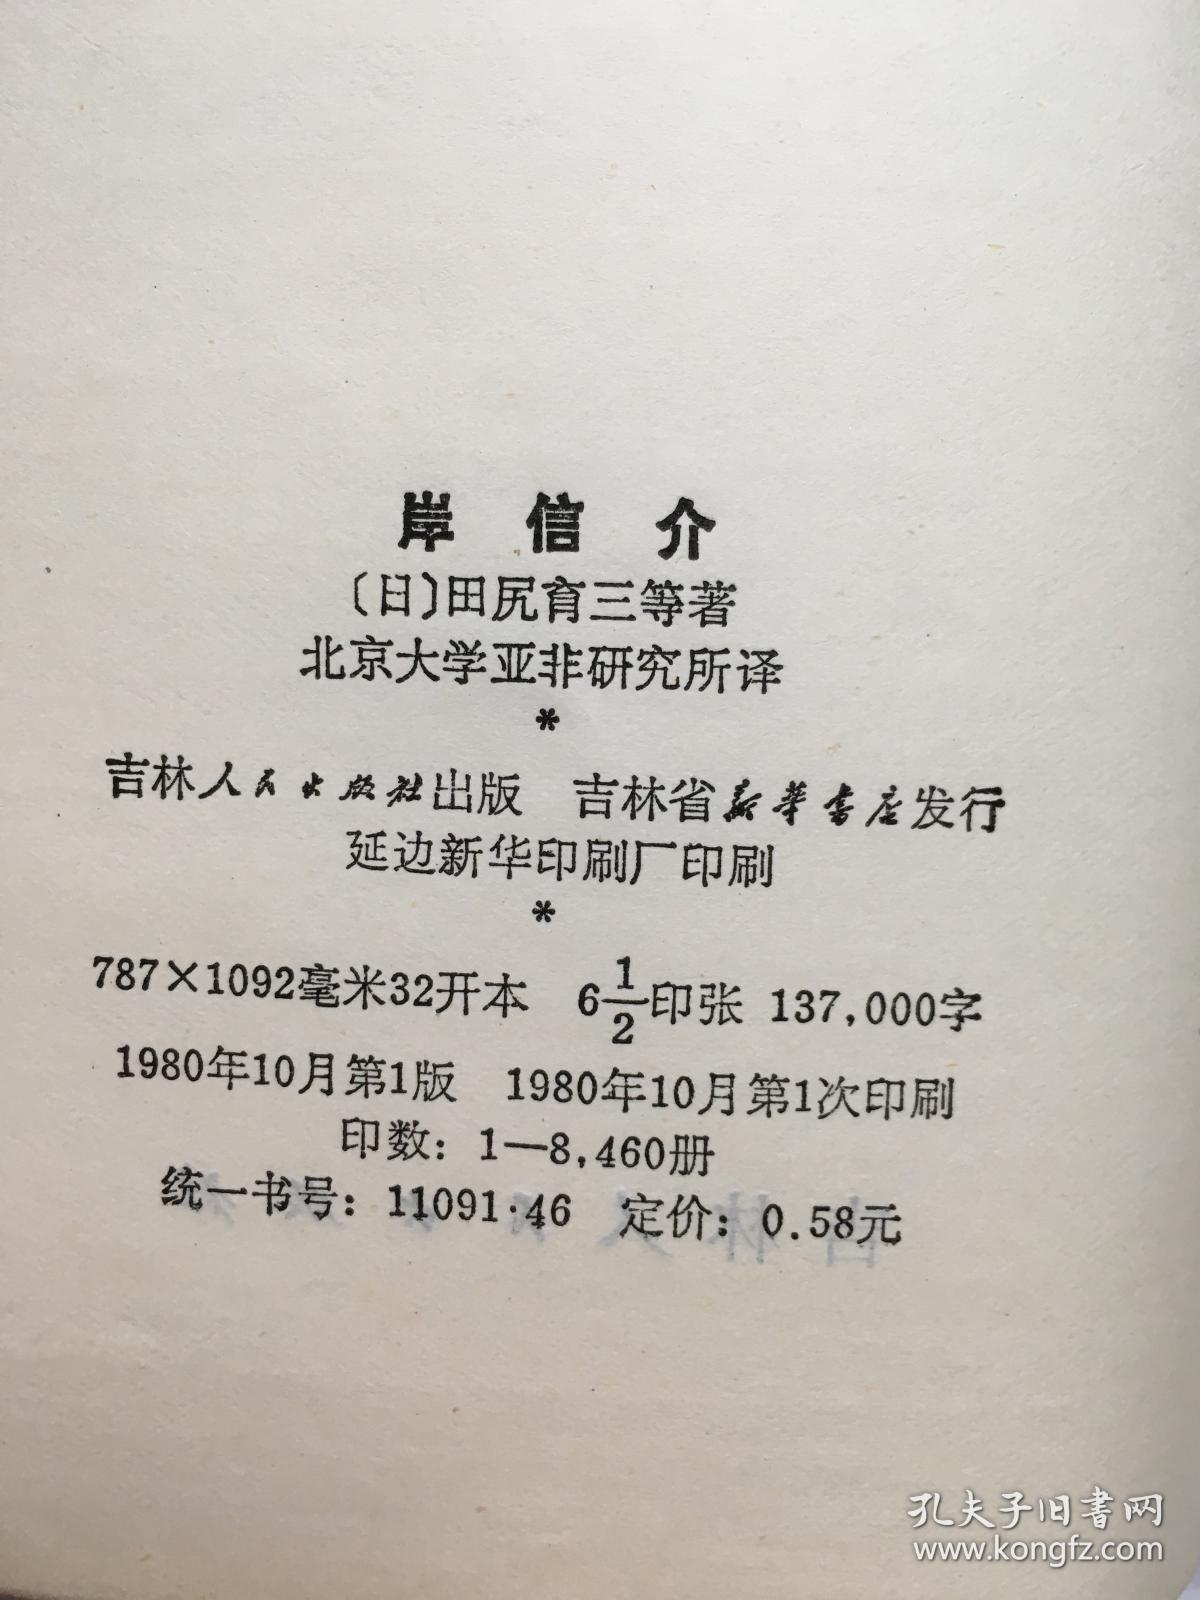 岸信介
〔日〕田尻育三等著
北京大学亚非研究所译
*
吉林人民出版社出版 吉林省新华书店发行
延边新华印刷厂印刷
*
787×1092毫米32开本 6 1/2印张 137,000字
1980年10月第1版 1980年10月第1次印刷
印数：1—8,460册
统一书号：11091·46 定价：0.58元
孔夫子旧書网
www.kongfz.com